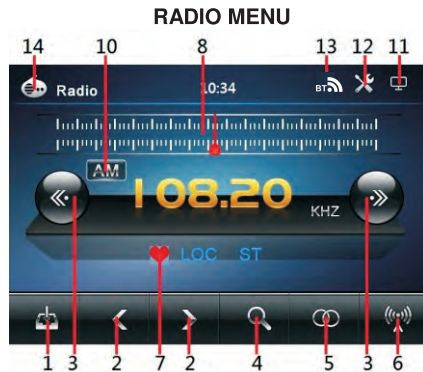 RADIO MENU
14 10 8 13 12 11
Radio 10:34 BT
AM
108.20
KHZ
LOC ST
1 3 2 7 2 4 5 3 6